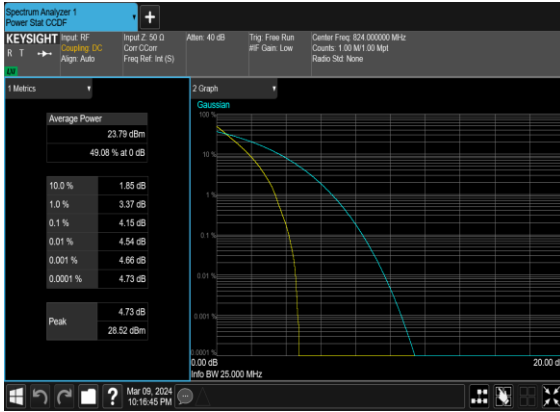 Spectrum Analyzer 1
Power Stat CCDF
+
KEYSIGHT
R T
LXI
Input: RF
Coupling: DC
Align: Auto
Input Z: 50 Ω
Corr CCorr
Freq Ref: Int (S)
Atten: 40 dB
Trig: Free Run
#IF Gain: Low
Center Freq: 824.000000 MHz
Counts: 1.00 M/1.00 Mpt
Radio Std: None
1 Metrics
Average Power
23.79 dBm
49.08 % at 0 dB
10.0 % 1.85 dB
1.0 % 3.37 dB
0.1 % 4.15 dB
0.01 % 4.54 dB
0.001 % 4.66 dB
0.0001 % 4.73 dB
Peak
4.73 dB
28.52 dBm
2 Graph
Gaussian
100 %
10 %
1 %
0.1 %
0.01 %
0.001 %
0.0001 %
0.00 dB
20.00 d
Info BW 25.000 MHz
?
Mar 09, 2024
10:16:45 PM